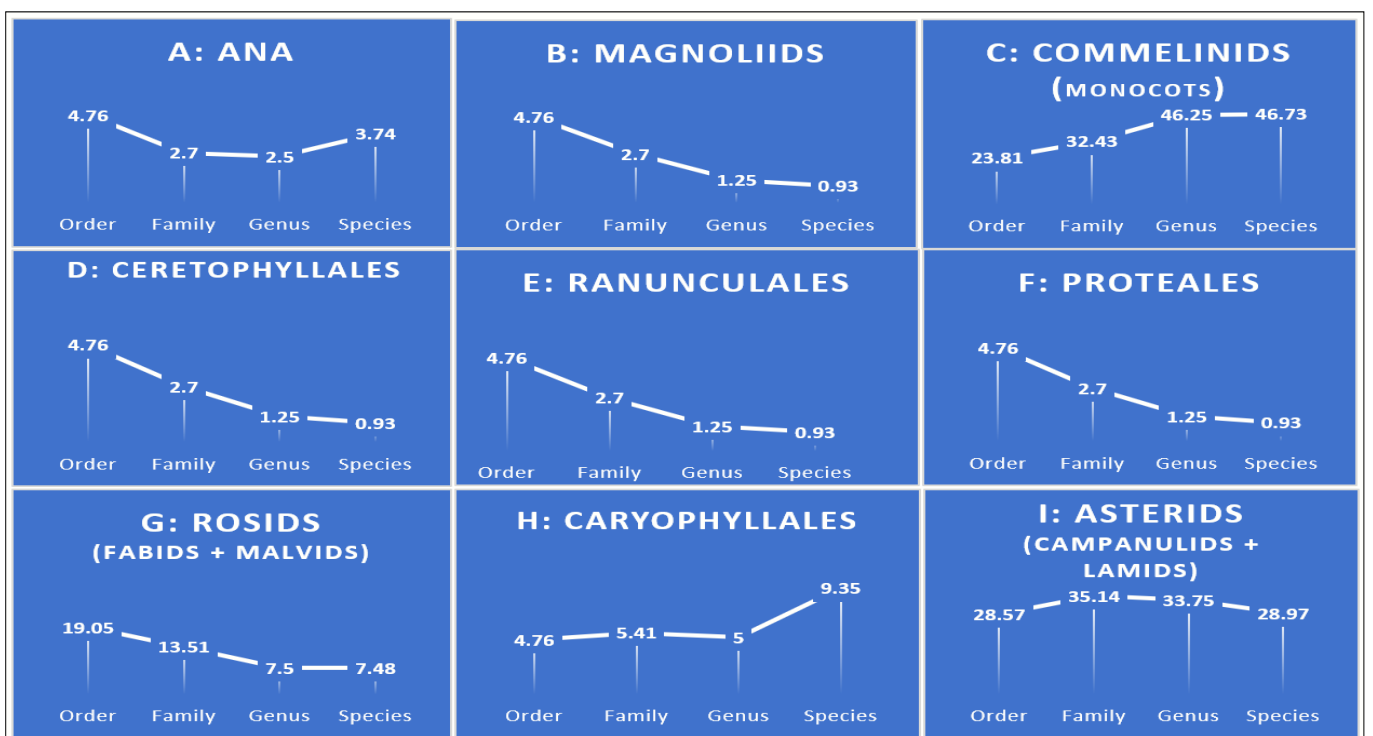 A: ANA
4.76
2.7
2.5
3.74
Order Family Genus Species
B: MAGNOLIIDS
4.76
2.7
1.25
0.93
Order Family Genus Species
C: COMMELINIDS
(MONOCOTS)
23.81
32.43
46.25
46.73
Order Family Genus Species
D: CERETOPHYLLALES
4.76
2.7
1.25
0.93
Order Family Genus Species
E: RANUNCULALES
4.76
2.7
1.25
0.93
Order Family Genus Species
F: PROTEALES
4.76
2.7
1.25
0.93
Order Family Genus Species
G: ROSIDS
(FABIDS + MALVIDS)
19.05
13.51
7.5
7.48
Order Family Genus Species
H: CARYOPHYLLALES
4.76
5.41
5
9.35
Order Family Genus Species
I: ASTERIDS
(CAMPANULIDS +
LAMIDS)
28.57
35.14
33.75
28.97
Order Family Genus Species